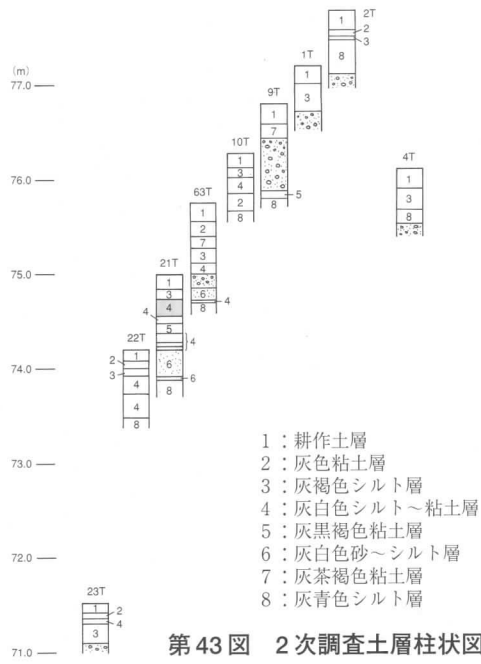 2T
1
2
3
8
1T
1
3
(m)
77.0
9T
1
7
5
8
10T
1
3
4
2
8
4T
1
3
8
76.0
63T
1
2
7
3
4
6
4
8
75.0
21T
1
3
4
4
5
4
6
6
8
22T
1
2
3
4
4
8
74.0
73.0
72.0
23T
1
2
4
3
71.0
1：耕作土層
2：灰色粘土層
3：灰褐色シルト層
4：灰白色シルト～粘土層
5：灰黒褐色粘土層
6：灰白色砂～シルト層
7：灰茶褐色粘土層
8：灰青色シルト層
第43図　2次調査土層柱状図